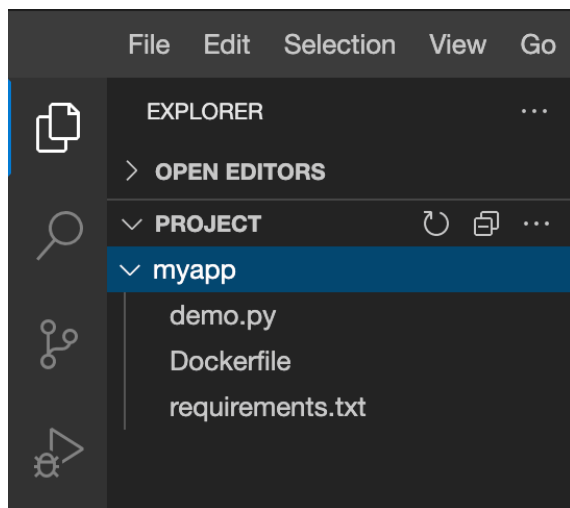 File Edit Selection View Go
EXPLORER ...
OPEN EDITORS
PROJECT ...
myapp
demo.py
Dockerfile
requirements.txt